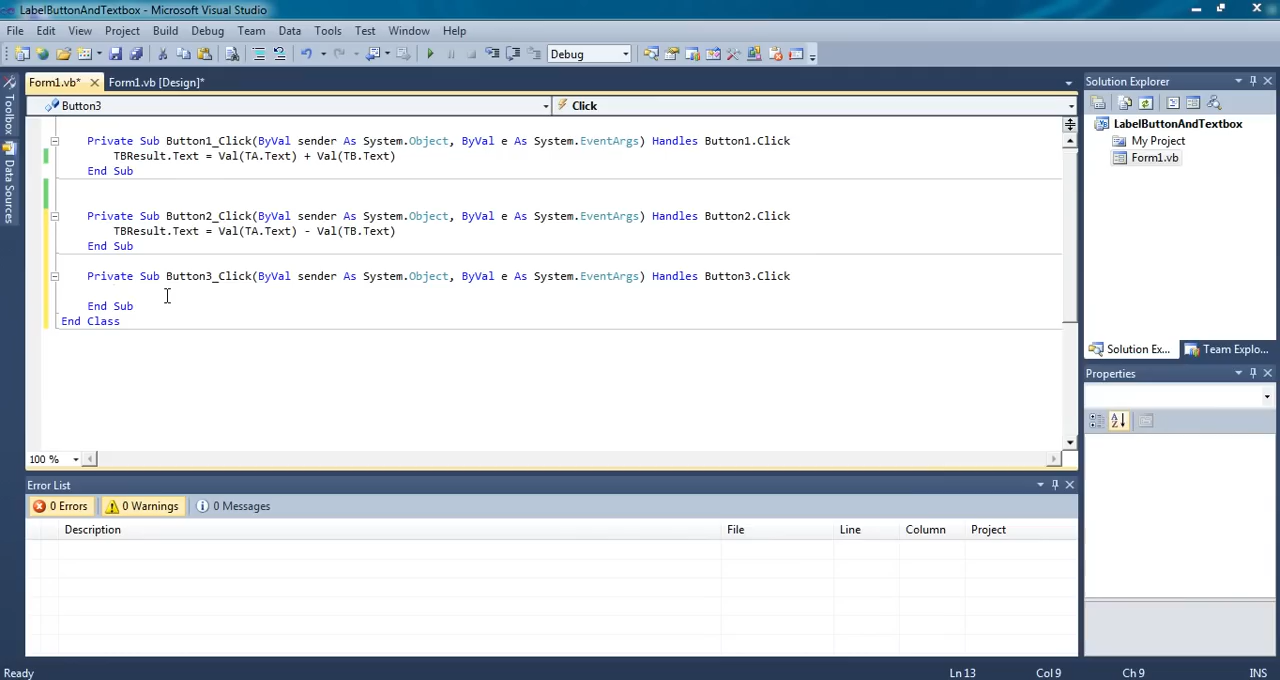 LabelButtonAndTextbox - Microsoft Visual Studio
File Edit View Project Build Debug Team Data Tools Test Window Help
Debug
Form1.vb* Form1.vb [Design]*
Button3 Click
Toolbox
Data Sources
Private Sub Button1_Click(ByVal sender As System.Object, ByVal e As System.EventArgs) Handles Button1.Click
TBResult.Text = Val(TA.Text) + Val(TB.Text)
End Sub
Private Sub Button2_Click(ByVal sender As System.Object, ByVal e As System.EventArgs) Handles Button2.Click
TBResult.Text = Val(TA.Text) - Val(TB.Text)
End Sub
Private Sub Button3_Click(ByVal sender As System.Object, ByVal e As System.EventArgs) Handles Button3.Click
End Sub
End Class
100 %
Solution Explorer
LabelButtonAndTextbox
My Project
Form1.vb
Solution Ex... Team Explo...
Properties
Error List
0 Errors 0 Warnings 0 Messages
Description File Line Column Project
Ready Ln 13 Col 9 Ch 9 INS